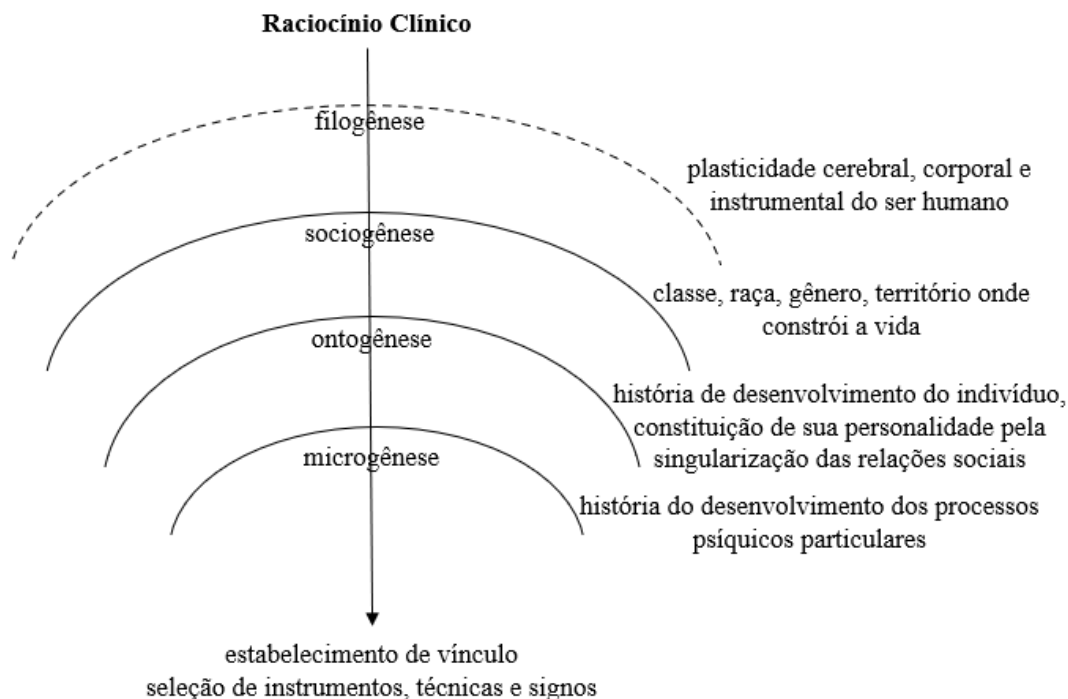 Raciocínio Clínico
filogênese
plasticidade cerebral, corporal e
instrumental do ser humano
sociogênese
classe, raça, gênero, território onde
constrói a vida
ontogênese
história de desenvolvimento do indivíduo,
constituição de sua personalidade pela
singularização das relações sociais
microgênese
história do desenvolvimento dos processos
psíquicos particulares
estabelecimento de vínculo
seleção de instrumentos, técnicas e signos